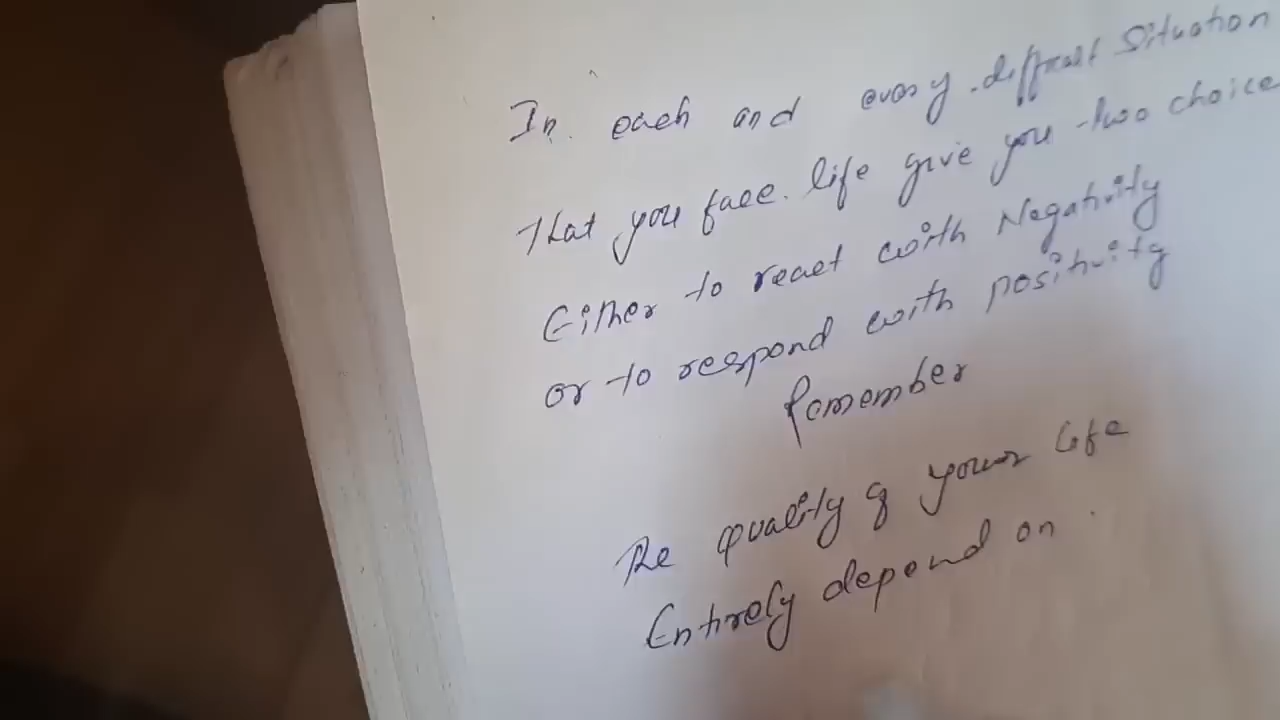 In each and every difficult Situation
That you face. life give you two choice
Either to react with Negativity
or to respond with positivity
Remember
The quality of your life
Entirely depend on